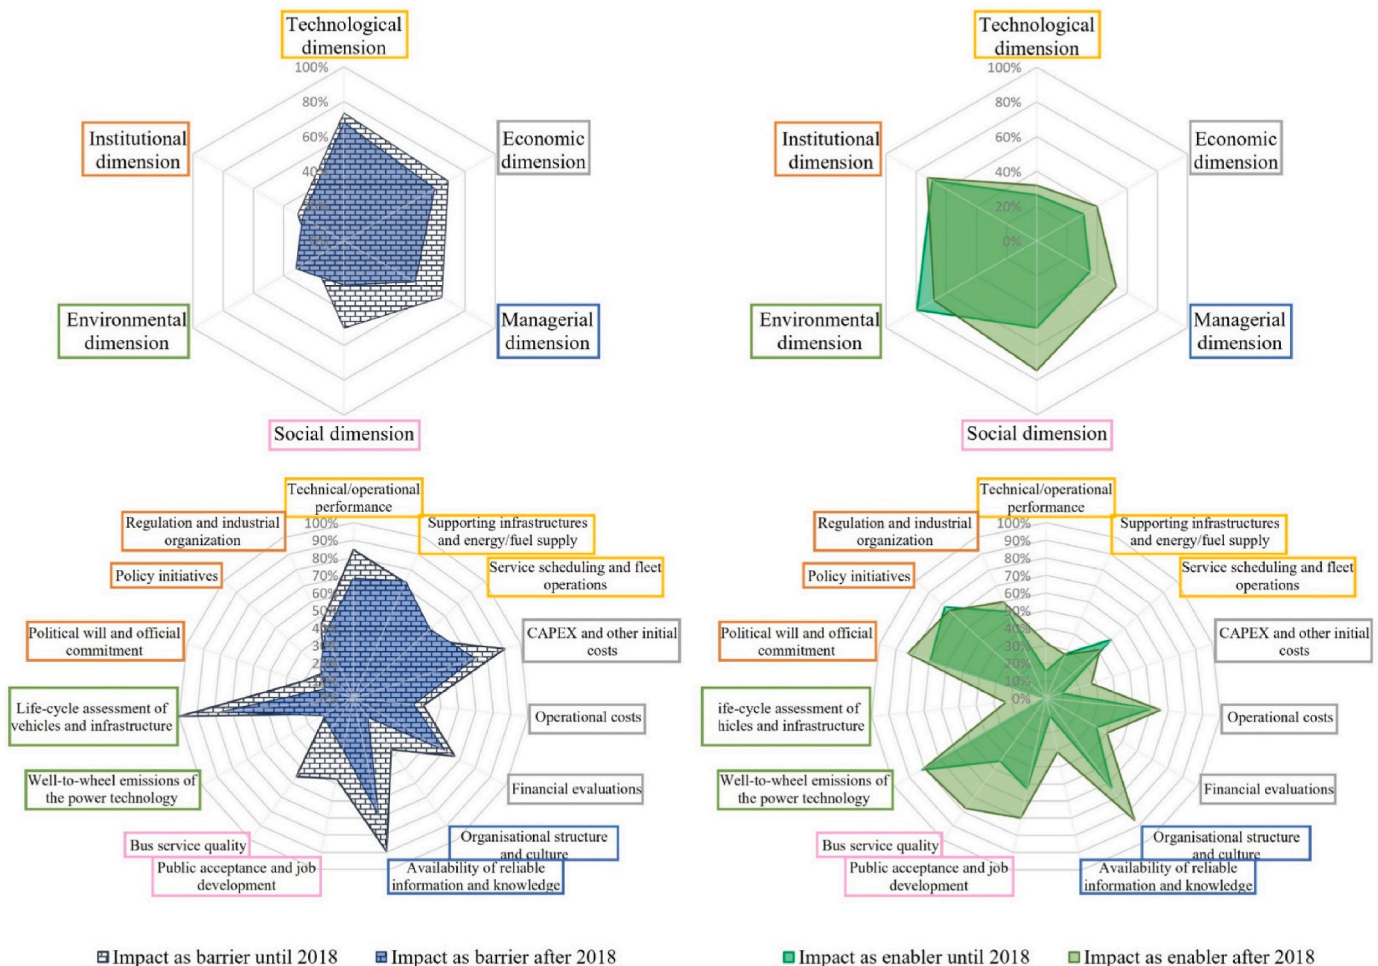 Technological
dimension
100%
80%
60%
40%
20%
0%
Institutional
dimension
Economic
dimension
Environmental
dimension
Managerial
dimension
Social dimension
Technological
dimension
100%
80%
60%
40%
20%
0%
Institutional
dimension
Economic
dimension
Environmental
dimension
Managerial
dimension
Social dimension
Technical/operational
performance
100%
90%
80%
70%
60%
50%
40%
30%
20%
10%
0%
Regulation and industrial
organization
Supporting infrastructures
and energy/fuel supply
Policy initiatives
Service scheduling and fleet
operations
Political will and official
commitment
CAPEX and other initial
costs
Life-cycle assessment of
vehicles and infrastructure
Operational costs
Well-to-wheel emissions of
the power technology
Financial evaluations
Bus service quality
Organisational structure
and culture
Public acceptance and job
development
Availability of reliable
information and knowledge
Technical/operational
performance
100%
90%
80%
70%
60%
50%
40%
30%
20%
10%
0%
Regulation and industrial
organization
Supporting infrastructures
and energy/fuel supply
Policy initiatives
Service scheduling and fleet
operations
Political will and official
commitment
CAPEX and other initial
costs
ife-cycle assessment of
hicles and infrastructure
Operational costs
Well-to-wheel emissions of
the power technology
Financial evaluations
Bus service quality
Organisational structure
and culture
Public acceptance and job
development
Availability of reliable
information and knowledge
Impact as barrier until 2018
Impact as barrier after 2018
Impact as enabler until 2018
Impact as enabler after 2018